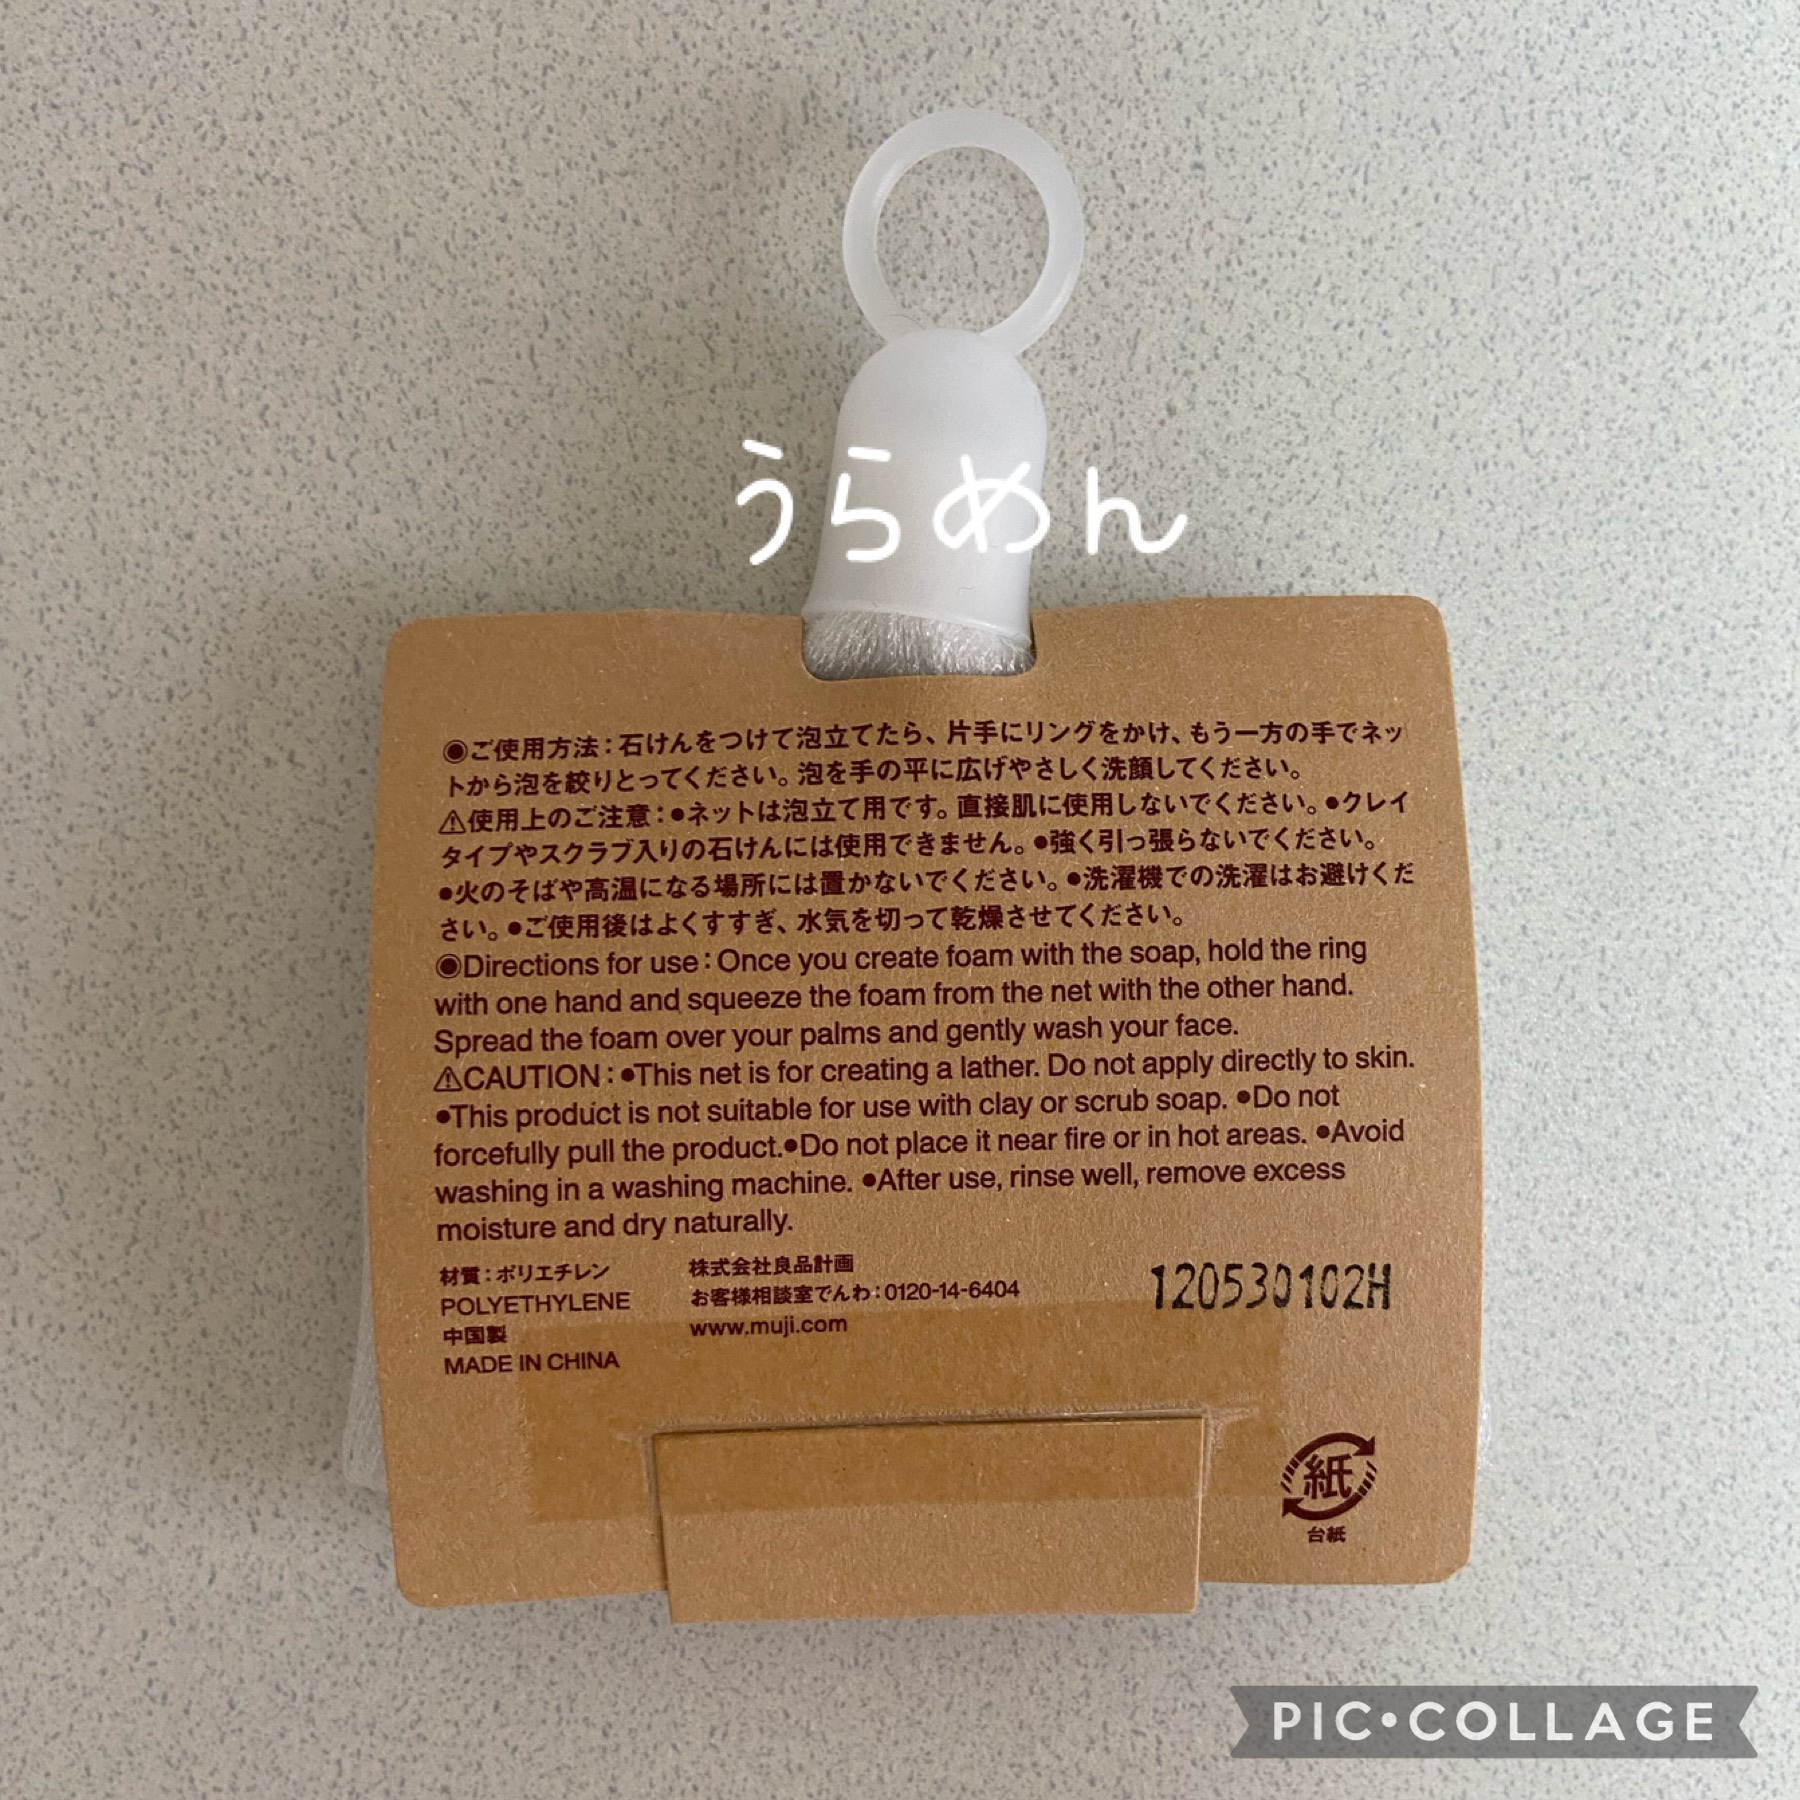 うらめん
◉ご使用方法：石けんをつけて泡立てたら、片手にリングをかけ、もう一方の手でネッ
トから泡を絞りとってください。泡を手の平に広げやさしく洗顔してください。
⚠使用上のご注意：●ネットは泡立て用です。直接肌に使用しないでください。●クレイ
タイプやスクラブ入りの石けんには使用できません。●強く引っ張らないでください。
●火のそばや高温になる場所には置かないでください。●洗濯機での洗濯はお避けくだ
さい。●ご使用後はよくすすぎ、水気を切って乾燥させてください。
◉Directions for use：Once you create foam with the soap, hold the ring
with one hand and squeeze the foam from the net with the other hand.
Spread the foam over your palms and gently wash your face.
⚠CAUTION：●This net is for creating a lather. Do not apply directly to skin.
●This product is not suitable for use with clay or scrub soap. ●Do not
forcefully pull the product.●Do not place it near fire or in hot areas. ●Avoid
washing in a washing machine. ●After use, rinse well, remove excess
moisture and dry naturally.
材質：ポリエチレン
POLYETHYLENE
中国製
MADE IN CHINA
株式会社良品計画
お客様相談室でんわ：0120-14-6404
www.muji.com
120530102H
紙
台紙
PIC•COLLAGE